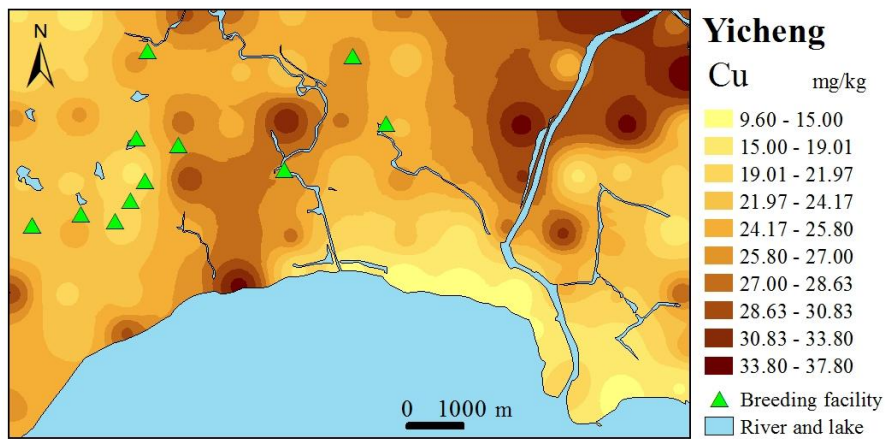 N
Yicheng
Cu mg/kg
9.60 - 15.00
15.00 - 19.01
19.01 - 21.97
21.97 - 24.17
24.17 - 25.80
25.80 - 27.00
27.00 - 28.63
28.63 - 30.83
30.83 - 33.80
33.80 - 37.80
Breeding facility
River and lake
0 1000 m